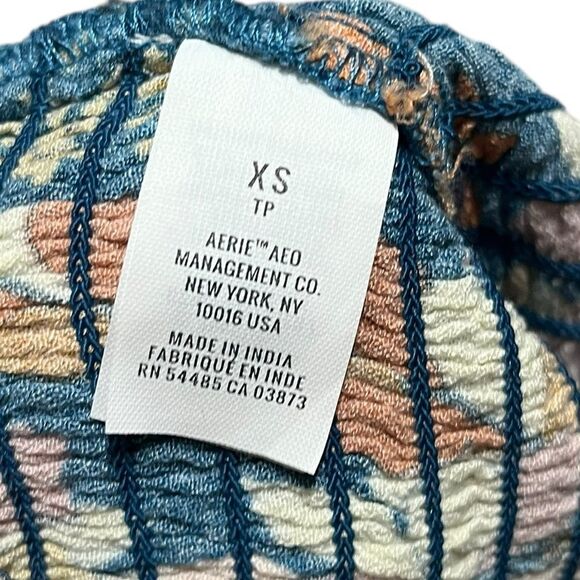 XS
TP
AERIE™ AEO
MANAGEMENT CO.
NEW YORK, NY
10016 USA
MADE IN INDIA
FABRIQUÉ EN INDE
RN 54485 CA 03873